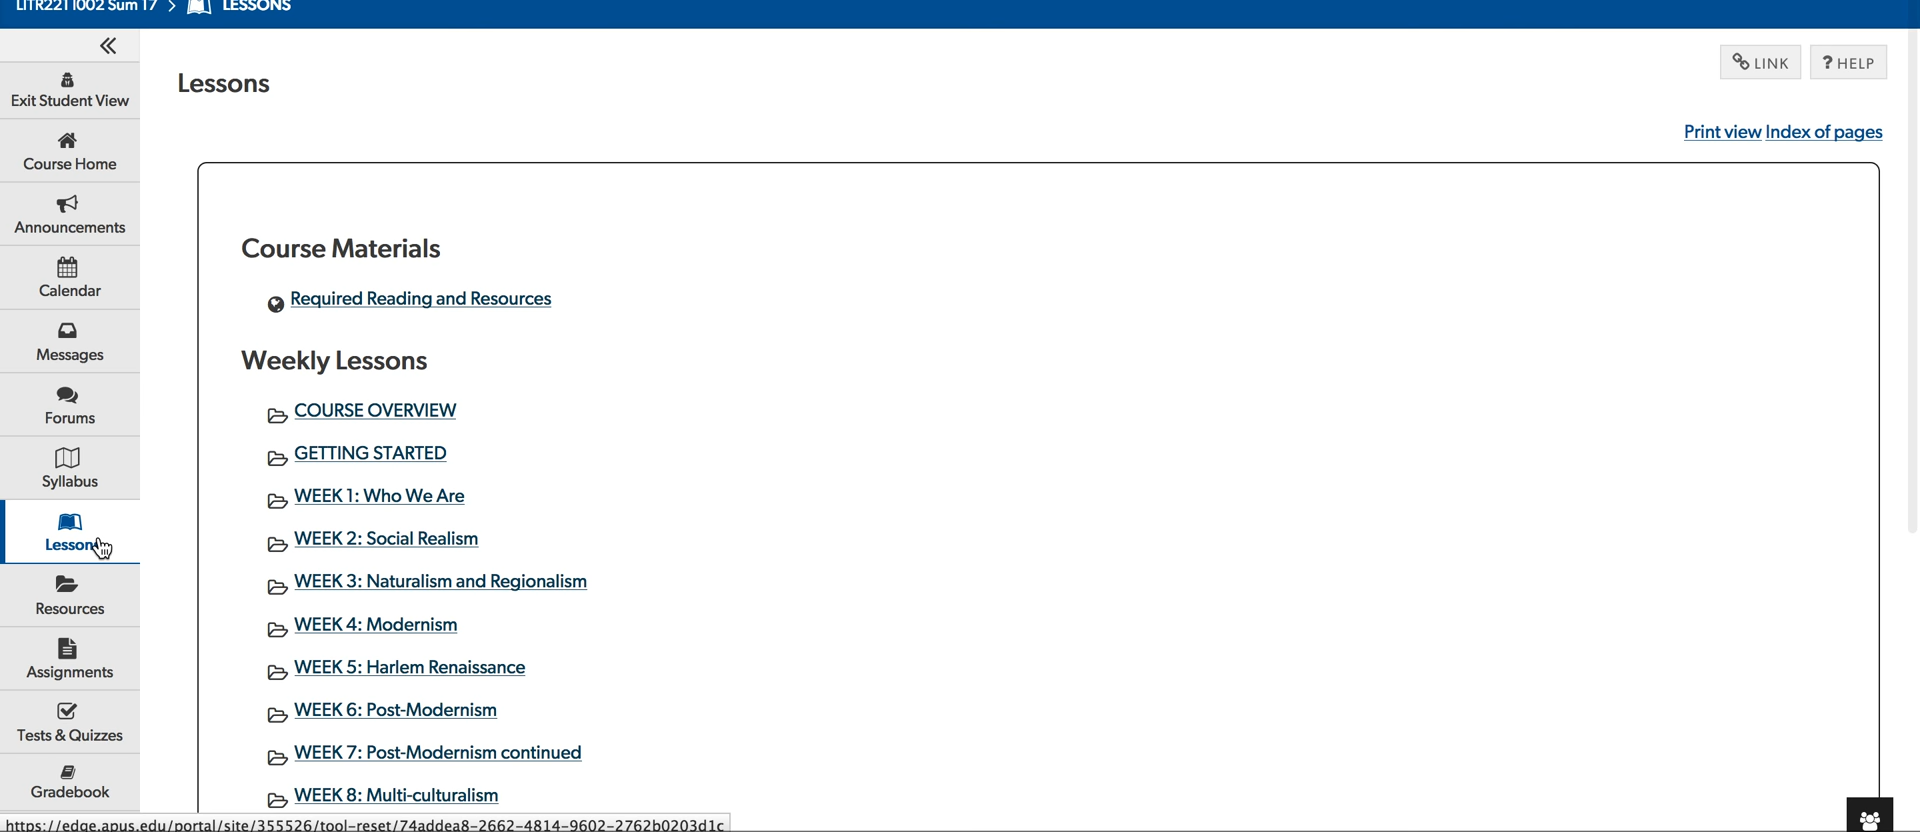 LITR221 I002 Sum 17 > LESSONS
Exit Student View
Course Home
Announcements
Calendar
Messages
Forums
Syllabus
Lessons
Resources
Assignments
Tests & Quizzes
Gradebook
Lessons
LINK
? HELP
Print view Index of pages
Course Materials
Required Reading and Resources
Weekly Lessons
COURSE OVERVIEW
GETTING STARTED
WEEK 1: Who We Are
WEEK 2: Social Realism
WEEK 3: Naturalism and Regionalism
WEEK 4: Modernism
WEEK 5: Harlem Renaissance
WEEK 6: Post-Modernism
WEEK 7: Post-Modernism continued
WEEK 8: Multi-culturalism
https://edge.apus.edu/portal/site/355526/tool-reset/74addea8-2662-4814-9602-2762b0203d1c